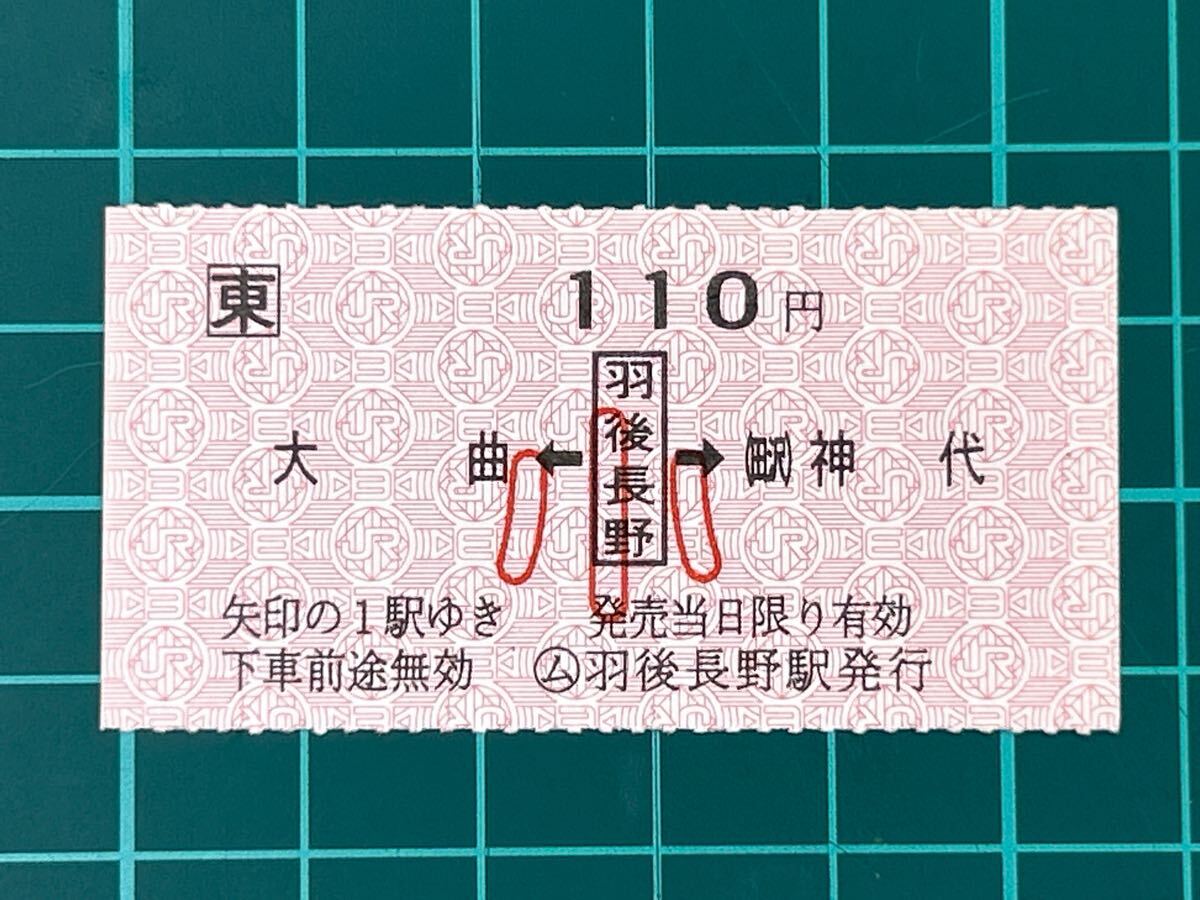 東 110円
羽後長野
大曲 ← → 神代
矢印の1駅ゆき 発売当日限り有効
下車前途無効 ㋰羽後長野駅発行